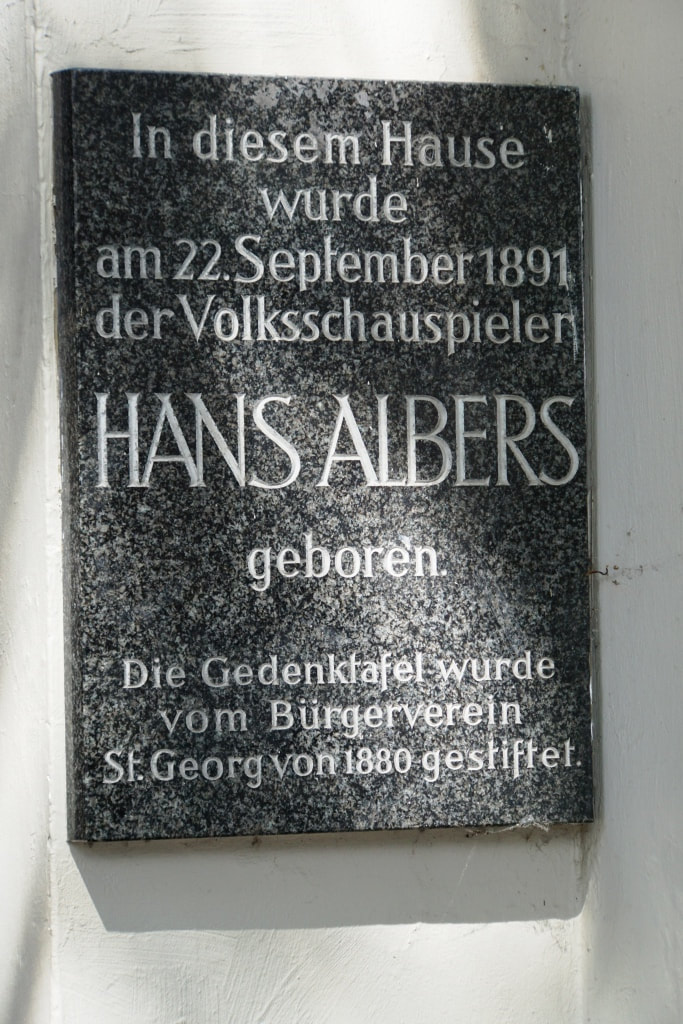 In diesem Hause
wurde
am 22. September 1891
der Volksschauspieler
HANS ALBERS
geboren.
Die Gedenktafel wurde
vom Bürgerverein
St. Georg von 1880 gestiftet.